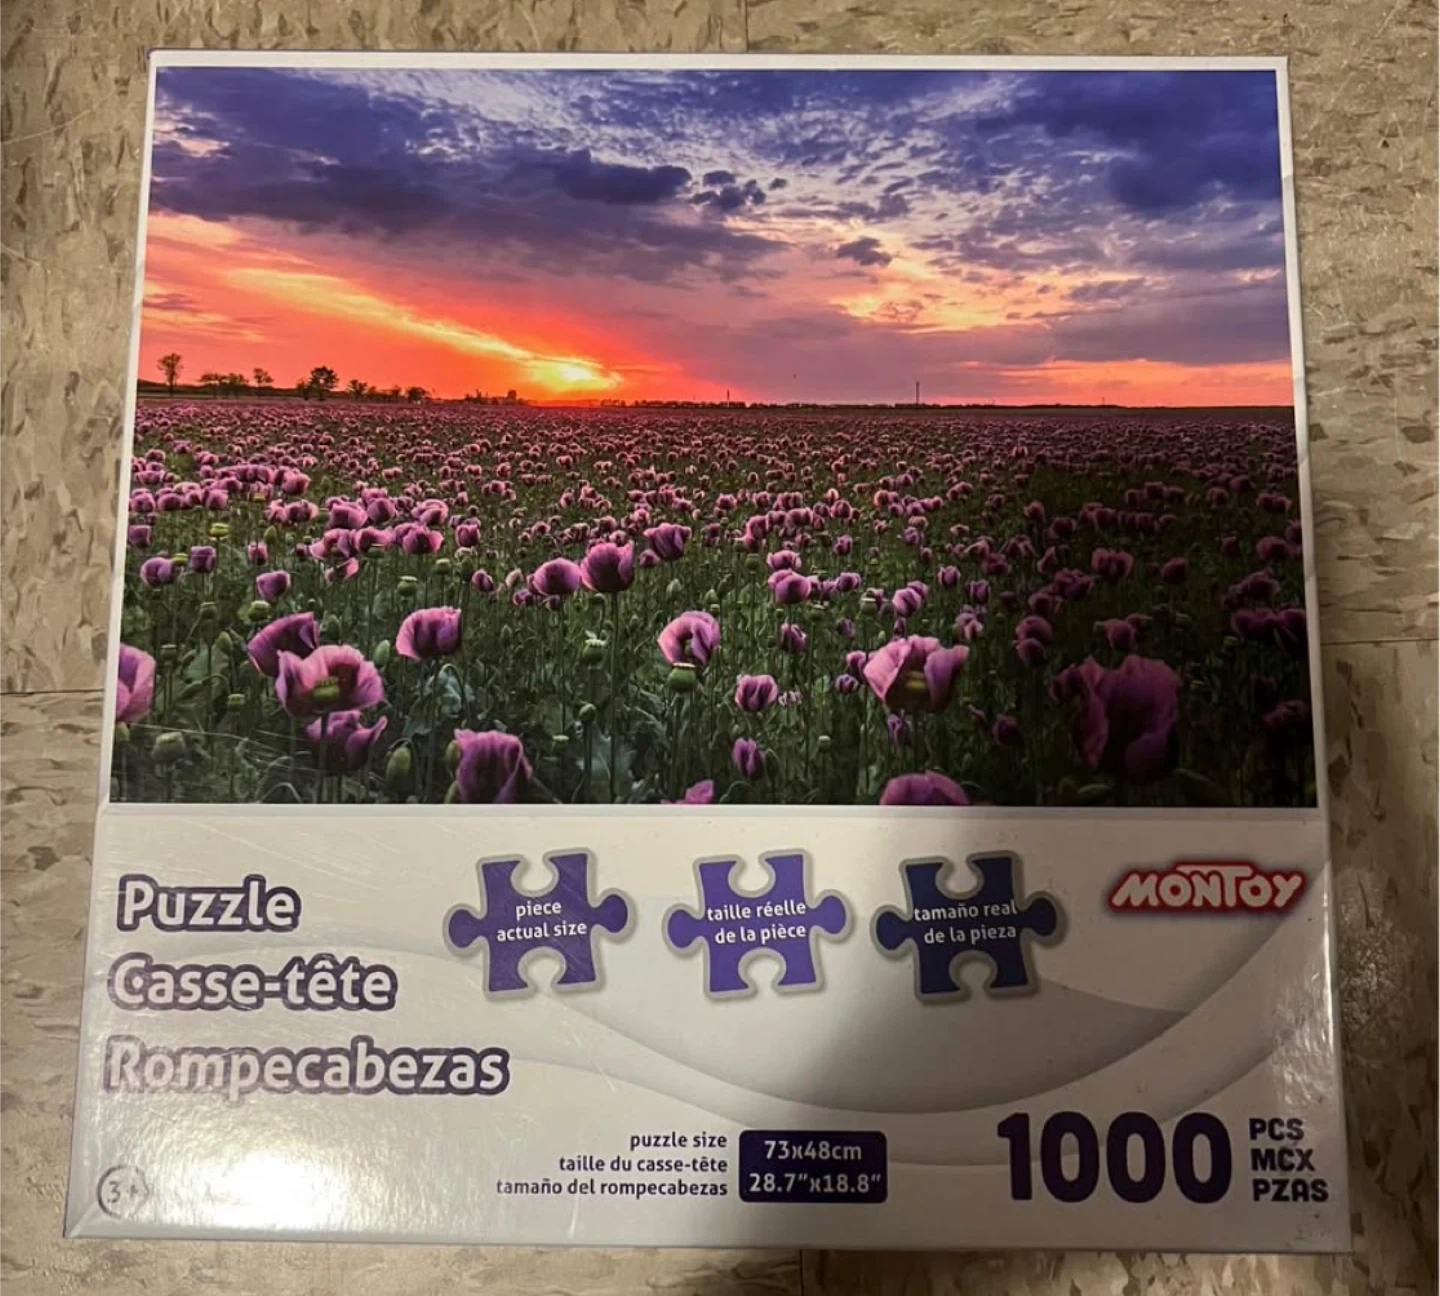 piece
actual size
taille réelle
de la pièce
tamaño real
de la pieza
MONTOY
Puzzle
Casse-tête
Rompecabezas
puzzle size
taille du casse-tête
tamaño del rompecabezas
73x48cm
28.7"x18.8"
1000
PCS
MCX
PZAS
3+